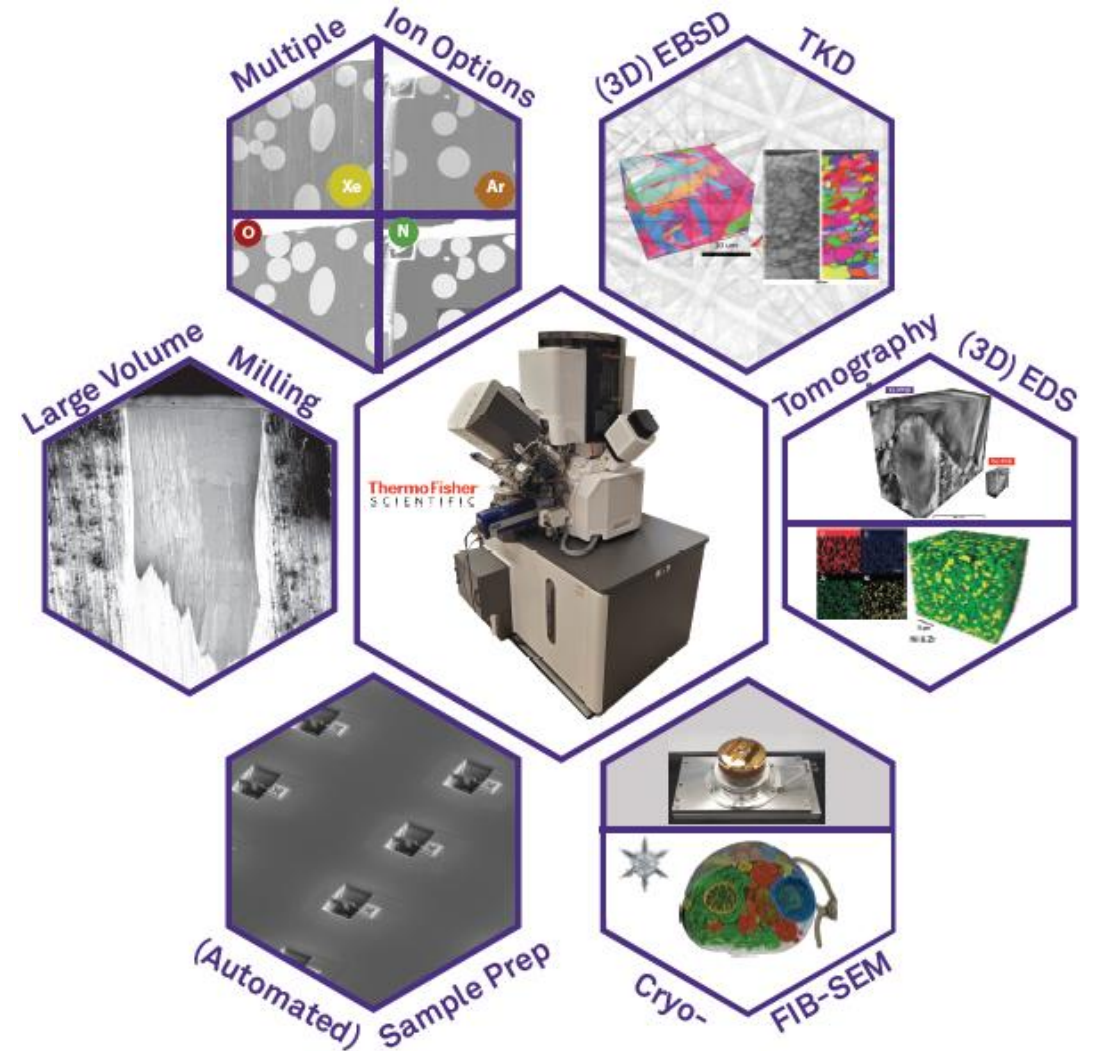 Multiple Ion Options
Xe
Ar
O
N
(3D) EBSD TKD
Large Volume Milling
ThermoFisher
SCIENTIFIC
Tomography (3D) EDS
(Automated) Sample Prep
Cryo- FIB-SEM